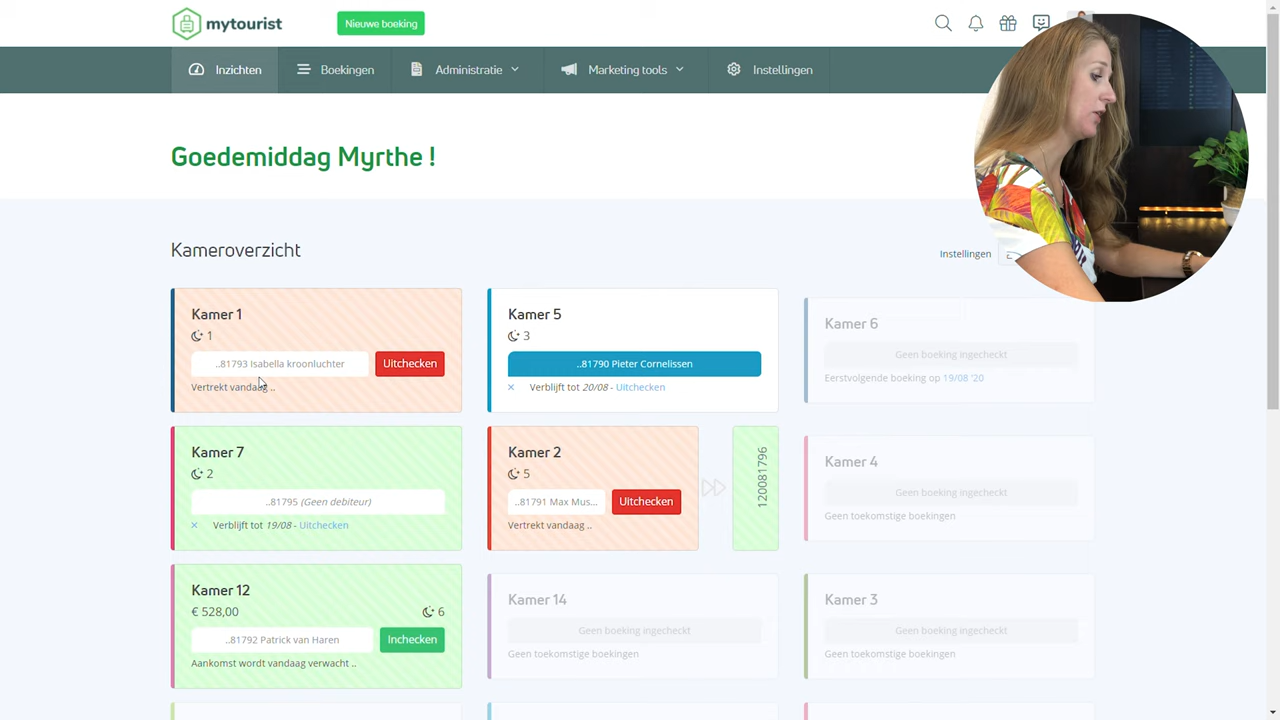 mytourist
Nieuwe boeking
Inzichten
Boekingen
Administratie
Marketing tools
Instellingen
Goedemiddag Myrthe !
Kameroverzicht
Instellingen
Kamer 1
1
..81793 Isabella kroonluchter
Uitchecken
Vertrekt vandaag ..
Kamer 5
3
..81790 Pieter Cornelissen
Verblijft tot 20/08 - Uitchecken
Kamer 6
Geen boeking ingecheckt
Eerstvolgende boeking op 19/08 '20
Kamer 7
2
..81795 (Geen debiteur)
Verblijft tot 19/08 - Uitchecken
Kamer 2
5
..81791 Max Mus...
Uitchecken
Vertrekt vandaag ..
120081796
Kamer 4
Geen boeking ingecheckt
Geen toekomstige boekingen
Kamer 12
€ 528,00
6
..81792 Patrick van Haren
Inchecken
Aankomst wordt vandaag verwacht ..
Kamer 14
Geen boeking ingecheckt
Geen toekomstige boekingen
Kamer 3
Geen boeking ingecheckt
Geen toekomstige boekingen